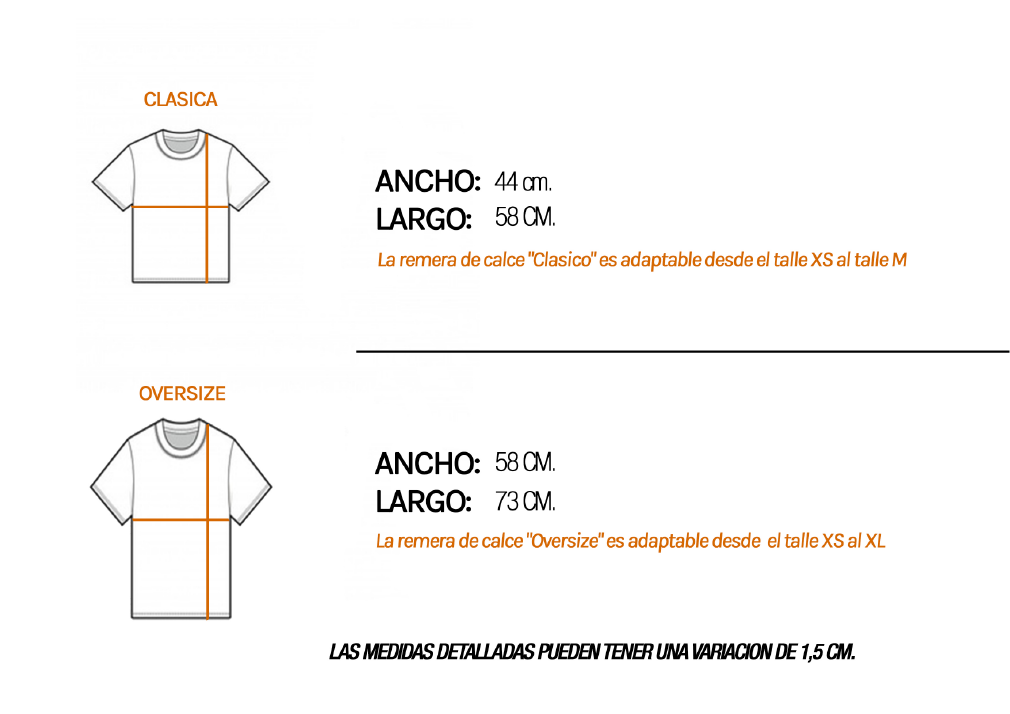 CLASICA
ANCHO: 44 cm.
LARGO: 58 CM.
La remera de calce "Clasico" es adaptable desde el talle XS al talle M
OVERSIZE
ANCHO: 58 CM.
LARGO: 73 CM.
La remera de calce "Oversize" es adaptable desde el talle XS al XL
LAS MEDIDAS DETALLADAS PUEDEN TENER UNA VARIACION DE 1,5 CM.